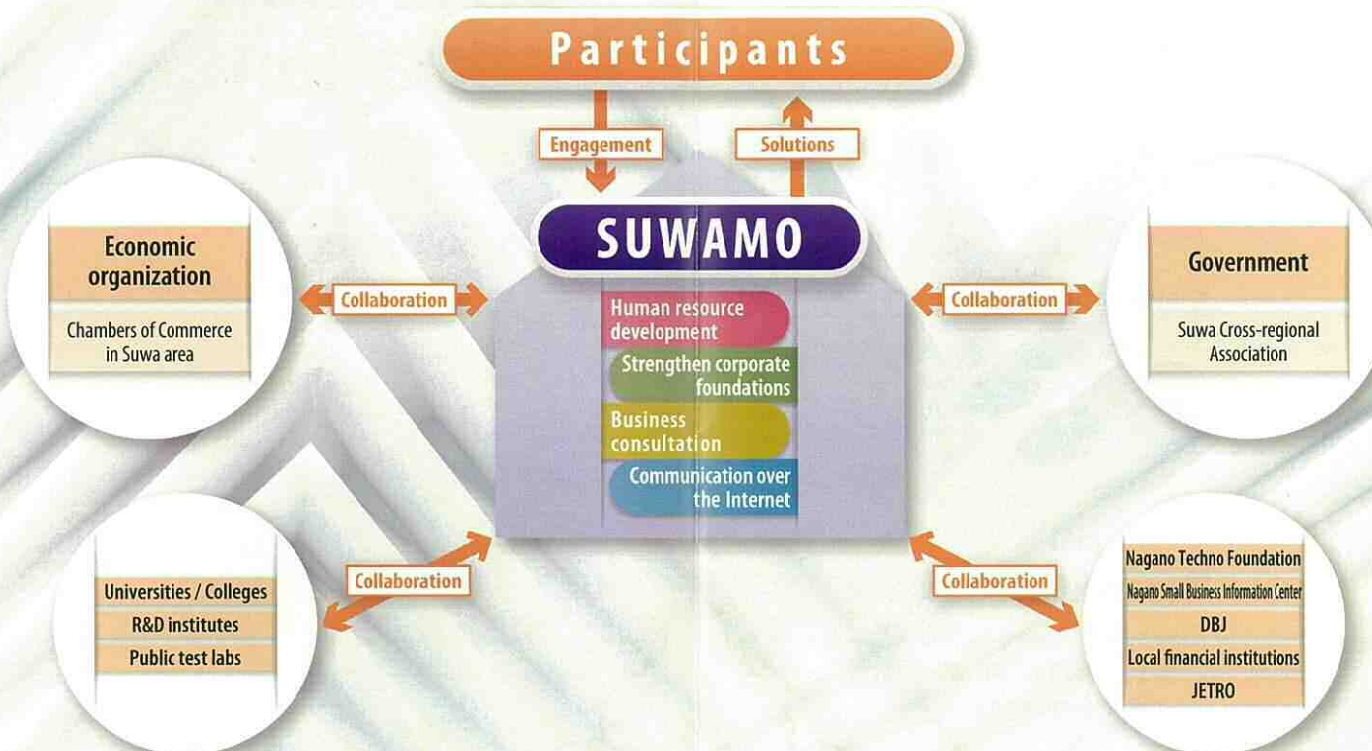 Participants
Engagement
Solutions
SUWAMO
Economic
organization
Chambers of Commerce
in Suwa area
Collaboration
Human resource
development
Strengthen corporate
foundations
Business
consultation
Communication over
the Internet
Collaboration
Government
Suwa Cross-regional
Association
Universities / Colleges
R&D institutes
Public test labs
Collaboration
Collaboration
Nagano Techno Foundation
Nagano Small Business Information Center
DBJ
Local financial institutions
JETRO